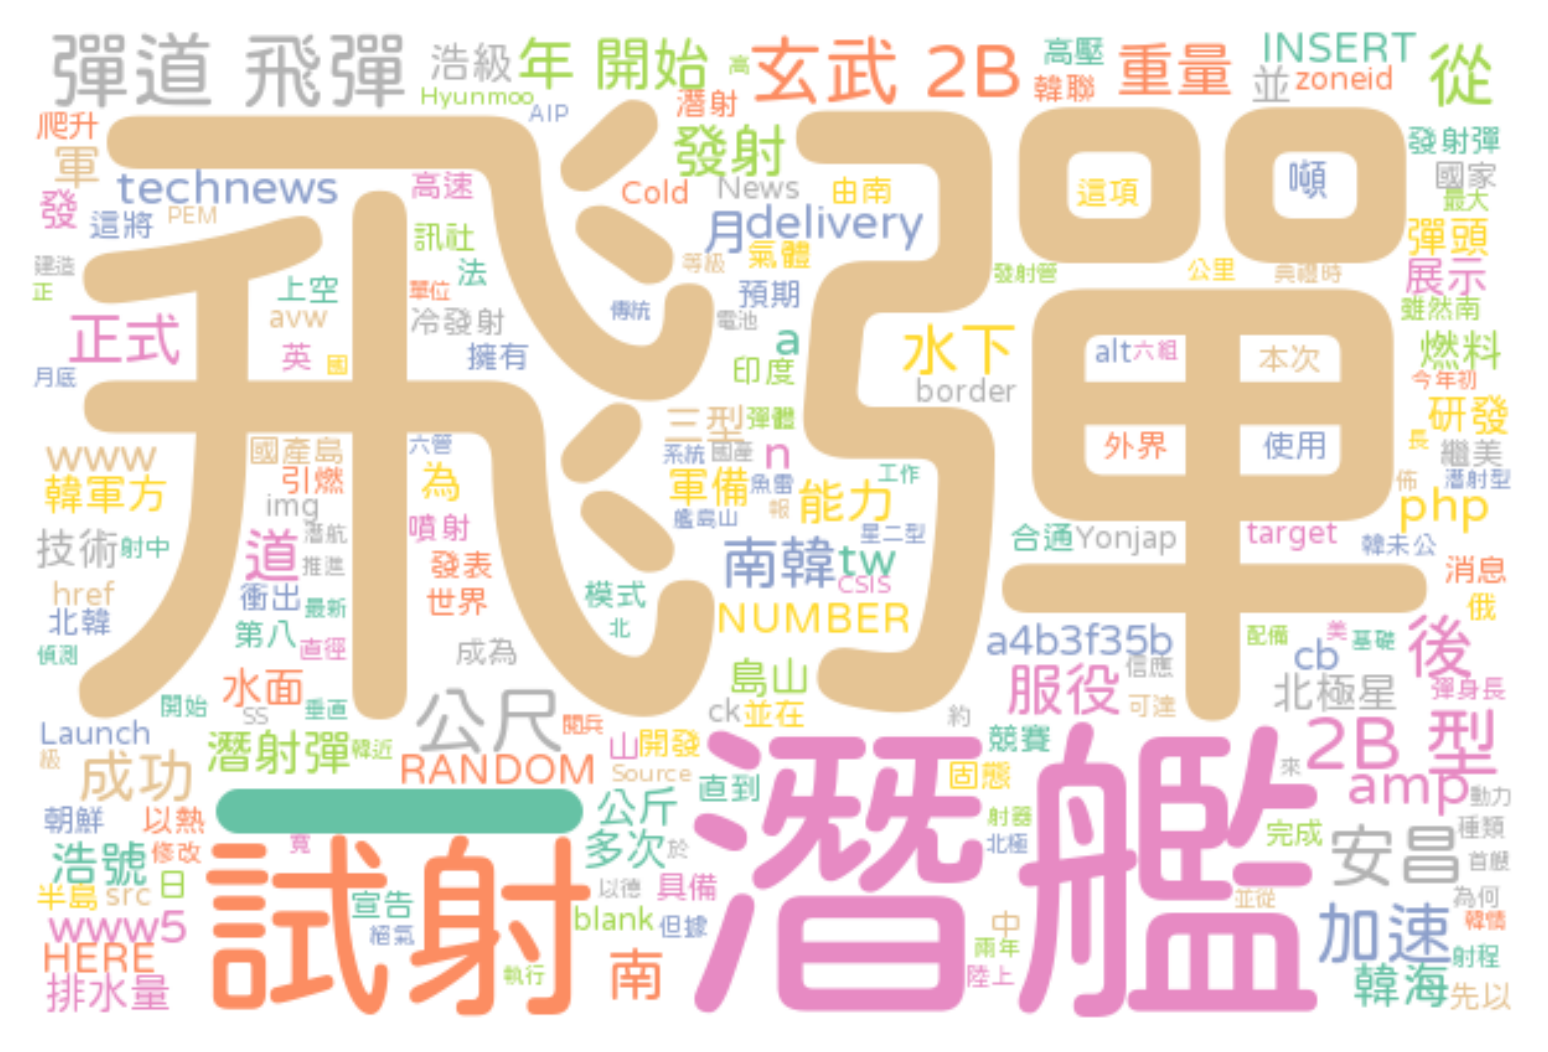 彈道 飛彈
浩級
年 開始
高
玄武 2B
高壓
重量
INSERT
從
Hyunmoo
AIP
潛射
韓聯
並
zoneid
爬升
軍
飛彈
發射
發射彈
technews
高速
Cold
News
由南
這項
噸
國家
最大
發
這將
PEM
月
delivery
彈頭
訊社
氣體
建造
法
等級
發射管
公里
典禮時
展示
正
上空
單位
預期
雖然南
正式
avw
冷發射
傳統
電池
a
水下
alt
六組
本次
燃料
英
國
擁有
印度
月底
border
今年初
三型
彈體
研發
www
國產島
六管
系統
國產
n
外界
使用
長
繼美
韓軍方
引燃
為
軍備
魚雷
能力
工作
佈
潛射型
img
報
php
技術
射中
道
潛航
噴射
艦島山
星二型
合通
Yonjap
target
韓未公
推進
發表
南韓
tw
消息
href
衝出
最新
世界
模式
CSIS
俄
北韓
第八
直徑
北
NUMBER
a4b3f35b
配備
美
基礎
後
偵測
成為
cb
水面
島山
服役
信應
北極星
彈身長
開始
SS
垂直
公尺
閱兵
ck
並在
約
可達
Launch
潛射彈
韓近
山
開發
潛艦
競賽
2B 型
級
成功
RANDOM
Source
直到
固態
來
amp
動力
一
公斤
朝鮮
以熱
射器
完成
種類
浩號
修改
寬
多次
於
北極
安昌
首艘
半島
src
日
試射
宣告
以德
具備
並從
為何
www5
絕氣
blank
但據
中
加速
韓情
HERE
執行
南
兩年
射程
排水量
陸上
韓海
先以